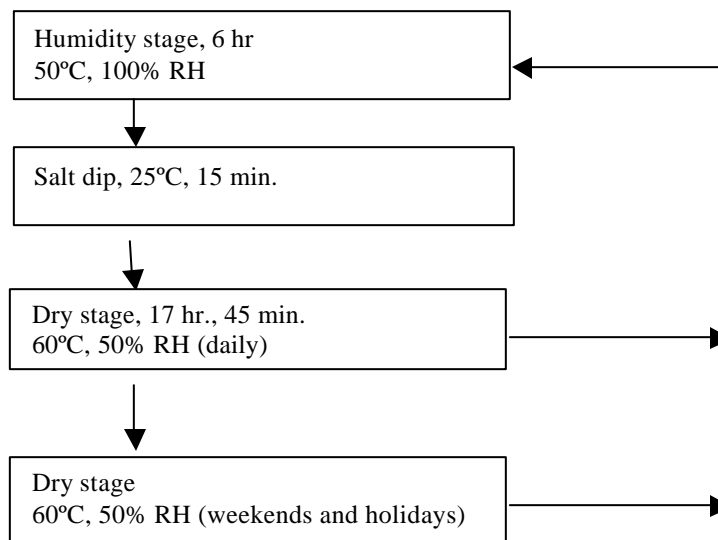 Humidity stage, 6 hr
50ºC, 100% RH
Salt dip, 25ºC, 15 min.
Dry stage, 17 hr., 45 min.
60ºC, 50% RH (daily)
Dry stage
60ºC, 50% RH (weekends and holidays)